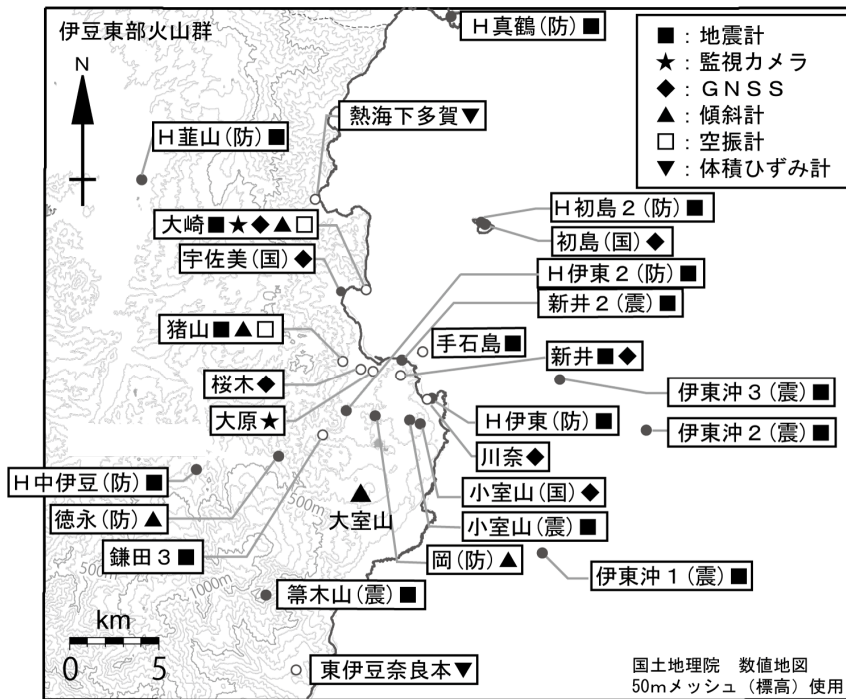 伊豆東部火山群
N
H真鶴(防)■
■:地震計
★:監視カメラ
◆:GNSS
▲:傾斜計
□:空振計
▼:体積ひずみ計
熱海下多賀▼
H韮山(防)■
H初島2(防)■
初島(国)◆
大崎■★◆▲□
宇佐美(国)◆
H伊東2(防)■
新井2(震)■
猪山■▲□
手石島■
新井■◆
桜木◆
伊東沖3(震)■
大原★
H伊東(防)■
伊東沖2(震)■
川奈◆
H中伊豆(防)■
500m
小室山(国)◆
徳永(防)▲
大室山
小室山(震)■
鎌田3■
岡(防)▲
500m
伊東沖1(震)■
1000m
箒木山(震)■
km
0 5
東伊豆奈良本▼
国土地理院 数値地図
50mメッシュ(標高)使用